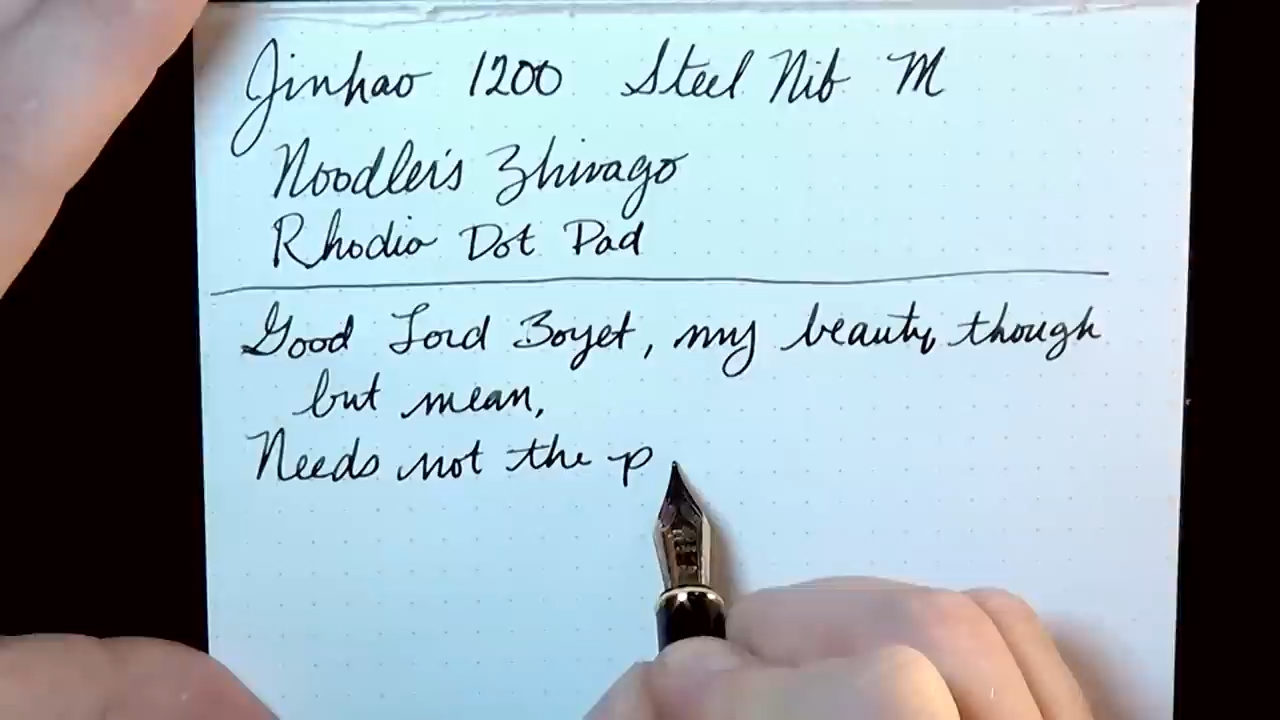 Jinhao 1200 Steel Nib M
Noodler's Zhivago
Rhodia Dot Pad
Good Lord Boyet, my beauty, though
but mean,
Needs not the p